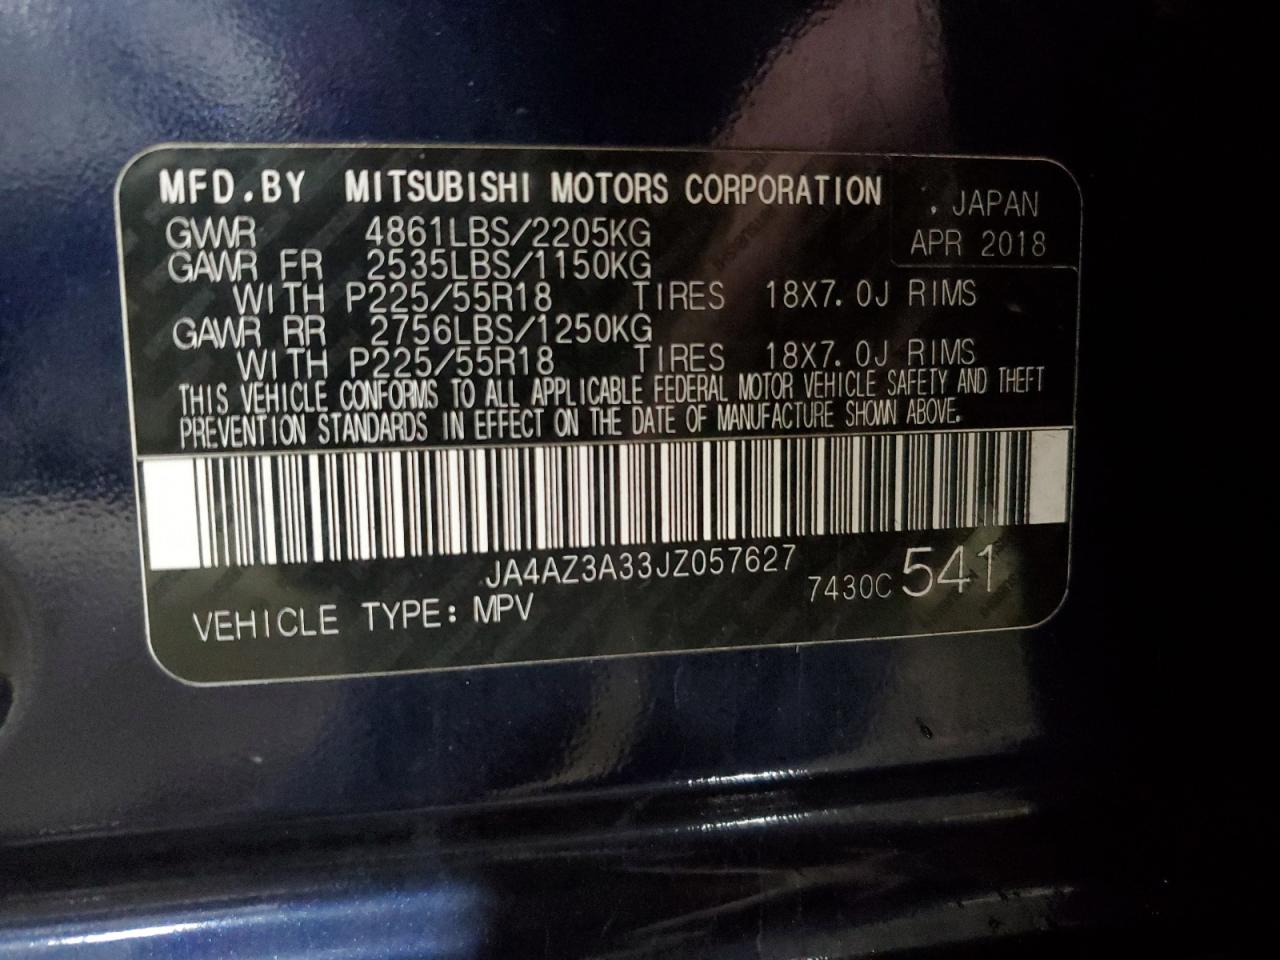 MFD.BY MITSUBISHI MOTORS CORPORATION
. JAPAN
APR 2018
GVWR 4861LBS/2205KG
GAWR FR 2535LBS/1150KG
WITH P225/55R18 TIRES 18X7.0J RIMS
GAWR RR 2756LBS/1250KG
WITH P225/55R18 TIRES 18X7.0J RIMS
THIS VEHICLE CONFORMS TO ALL APPLICABLE FEDERAL MOTOR VEHICLE SAFETY AND THEFT
PREVENTION STANDARDS IN EFFECT ON THE DATE OF MANUFACTURE SHOWN ABOVE.
JA4AZ3A33JZ057627
7430C 541
VEHICLE TYPE: MPV